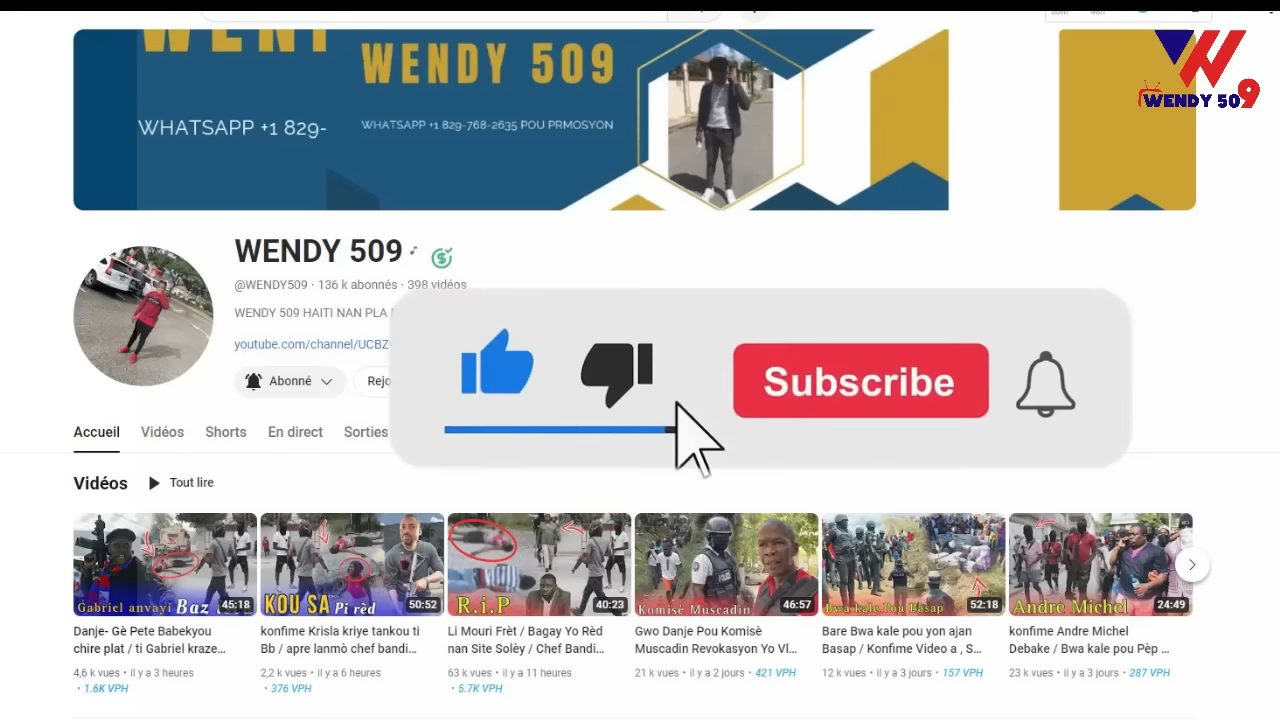 WENDY 509
WHATSAPP +1 829-
WHATSAPP +1 829-768-2635 POU PRMOSYON
WENDY 509
WENDY 509
@WENDY509 · 136 k abonnés · 398 vidéos
WENDY 509 HAITI NAN PLA
youtube.com/channel/UCBZ
Abonné
Rejo
Subscribe
Accueil
Vidéos
Shorts
En direct
Sorties
Vidéos
Tout lire
Gabriel anvayi Baz
45:18
KOU SA Pi rèd
50:52
R.i.P
40:23
Komisè Muscadin
46:57
Bwa kale Pou Basap
52:18
Andre Michel
24:49
Danje- Gè Pete Babekyou
chire plat / ti Gabriel kraze...
4,6 k vues • il y a 3 heures
• 1.6K VPH
konfime Krisla kriye tankou ti
Bb / apre lanmò chef bandi...
2,2 k vues • il y a 6 heures
• 376 VPH
Li Mouri Frèt / Bagay Yo Rèd
nan Site Solèy / Chef Bandi...
63 k vues • il y a 11 heures
• 5.7K VPH
Gwo Danje Pou Komisè
Muscadin Revokasyon Yo Vl...
21 k vues • il y a 2 jours • 421 VPH
Bare Bwa kale pou yon ajan
Basap / Konfime Video a , S...
12 k vues • il y a 3 jours • 157 VPH
konfime Andre Michel
Debake / Bwa kale pou Pèp ...
23 k vues • il y a 3 jours • 287 VPH